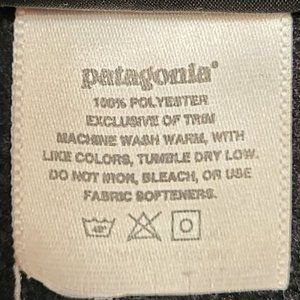 patagonia®
100% POLYESTER
EXCLUSIVE OF TRIM
MACHINE WASH WARM, WITH
LIKE COLORS, TUMBLE DRY LOW.
DO NOT IRON, BLEACH, OR USE
FABRIC SOFTENERS.
40°